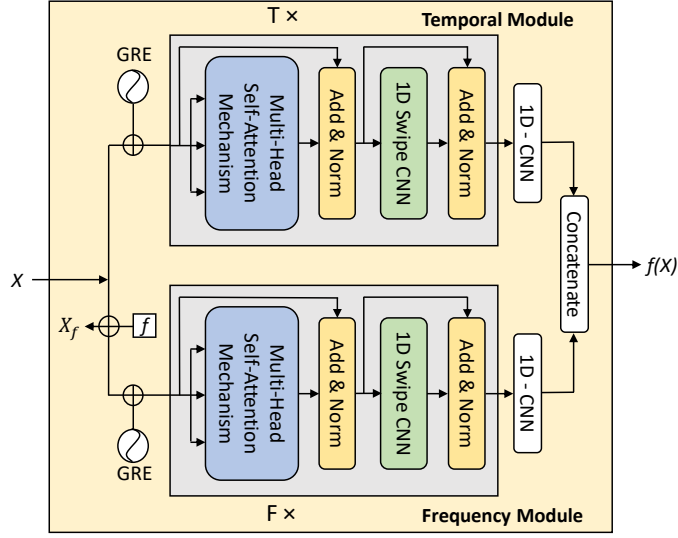 T ×
Temporal Module
GRE
Multi-Head
Self-Attention
Mechanism
Add & Norm
1D Swipe CNN
Add & Norm
1D - CNN
X
Concatenate
f(X)
X_f
f
Multi-Head
Self-Attention
Mechanism
Add & Norm
1D Swipe CNN
Add & Norm
1D - CNN
GRE
F ×
Frequency Module